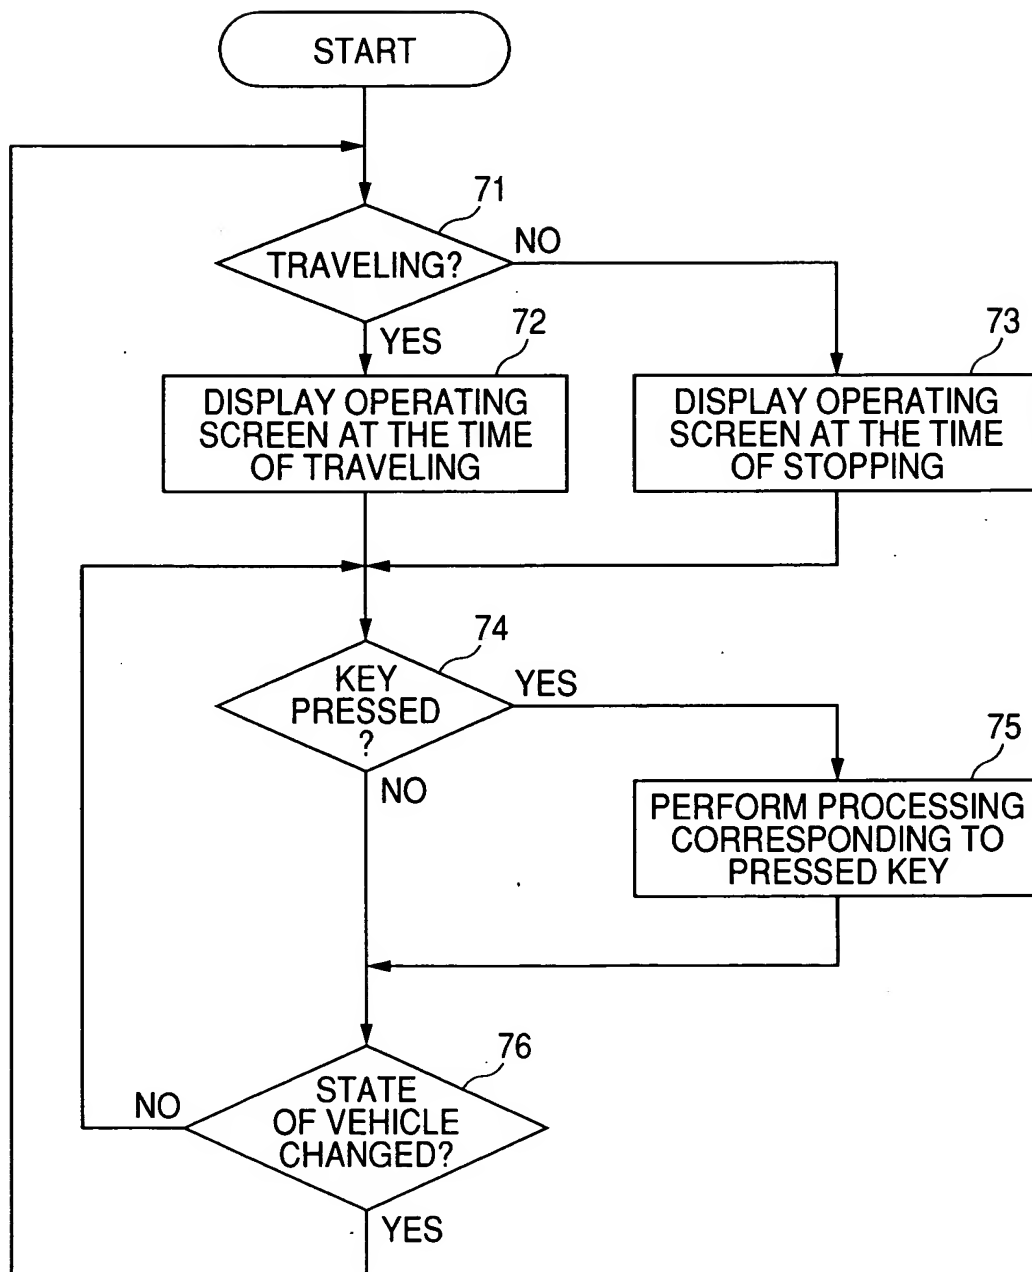 START
71
TRAVELING?
NO
YES
72
DISPLAY OPERATING
SCREEN AT THE TIME
OF TRAVELING
73
DISPLAY OPERATING
SCREEN AT THE TIME
OF STOPPING
74
KEY
PRESSED
?
YES
NO
75
PERFORM PROCESSING
CORRESPONDING TO
PRESSED KEY
76
STATE
OF VEHICLE
CHANGED?
NO
YES